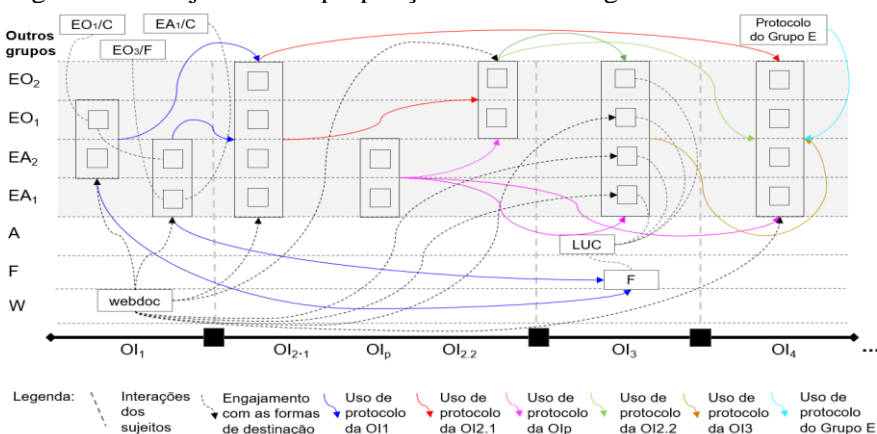 EO1/C
EA1/C
EO3/F
Outros
grupos
Protocolo
do Grupo E
EO2
EO1
EA2
EA1
A
F
W
LUC
F
webdoc
OI1
OI2.1
OIp
OI2.2
OI3
OI4
...
Legenda:
Interações
dos
sujeitos
Engajamento
com as formas
de destinação
Uso de
protocolo
da OI1
Uso de
protocolo
da OI2.1
Uso de
protocolo
da OIp
Uso de
protocolo
da OI2.2
Uso de
protocolo
da OI3
Uso de
protocolo
do Grupo E